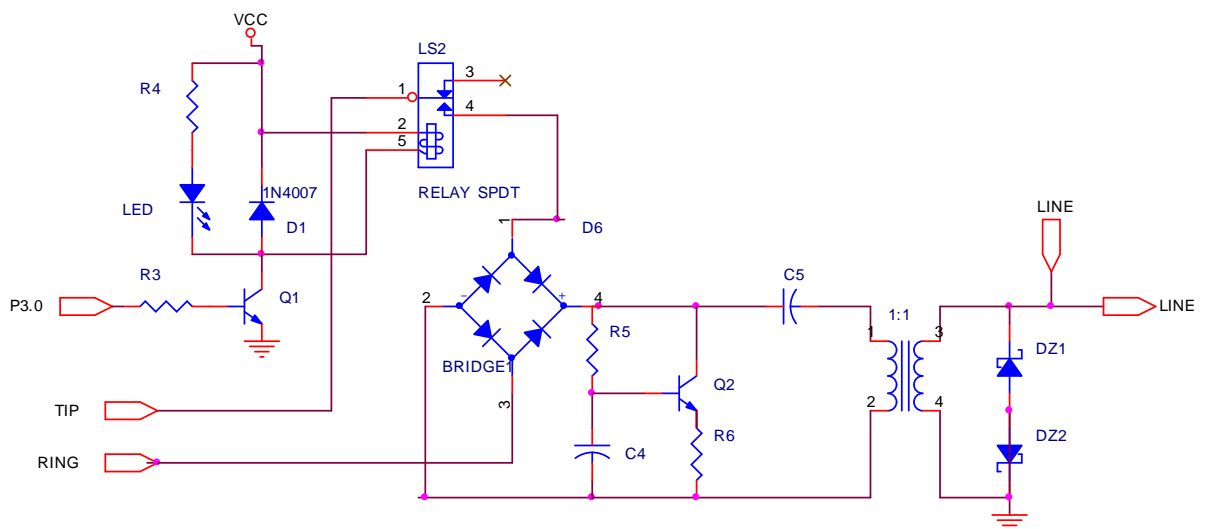 VCC
LS2
3
R4
1
4
2
5
RELAY SPDT
1N4007
LED
D1
LINE
1
D6
R3
C5
P3.0
Q1
2
−
+
4
1:1
LINE
1
3
R5
DZ1
BRIDGE1
Q2
TIP
3
2
4
R6
DZ2
C4
RING